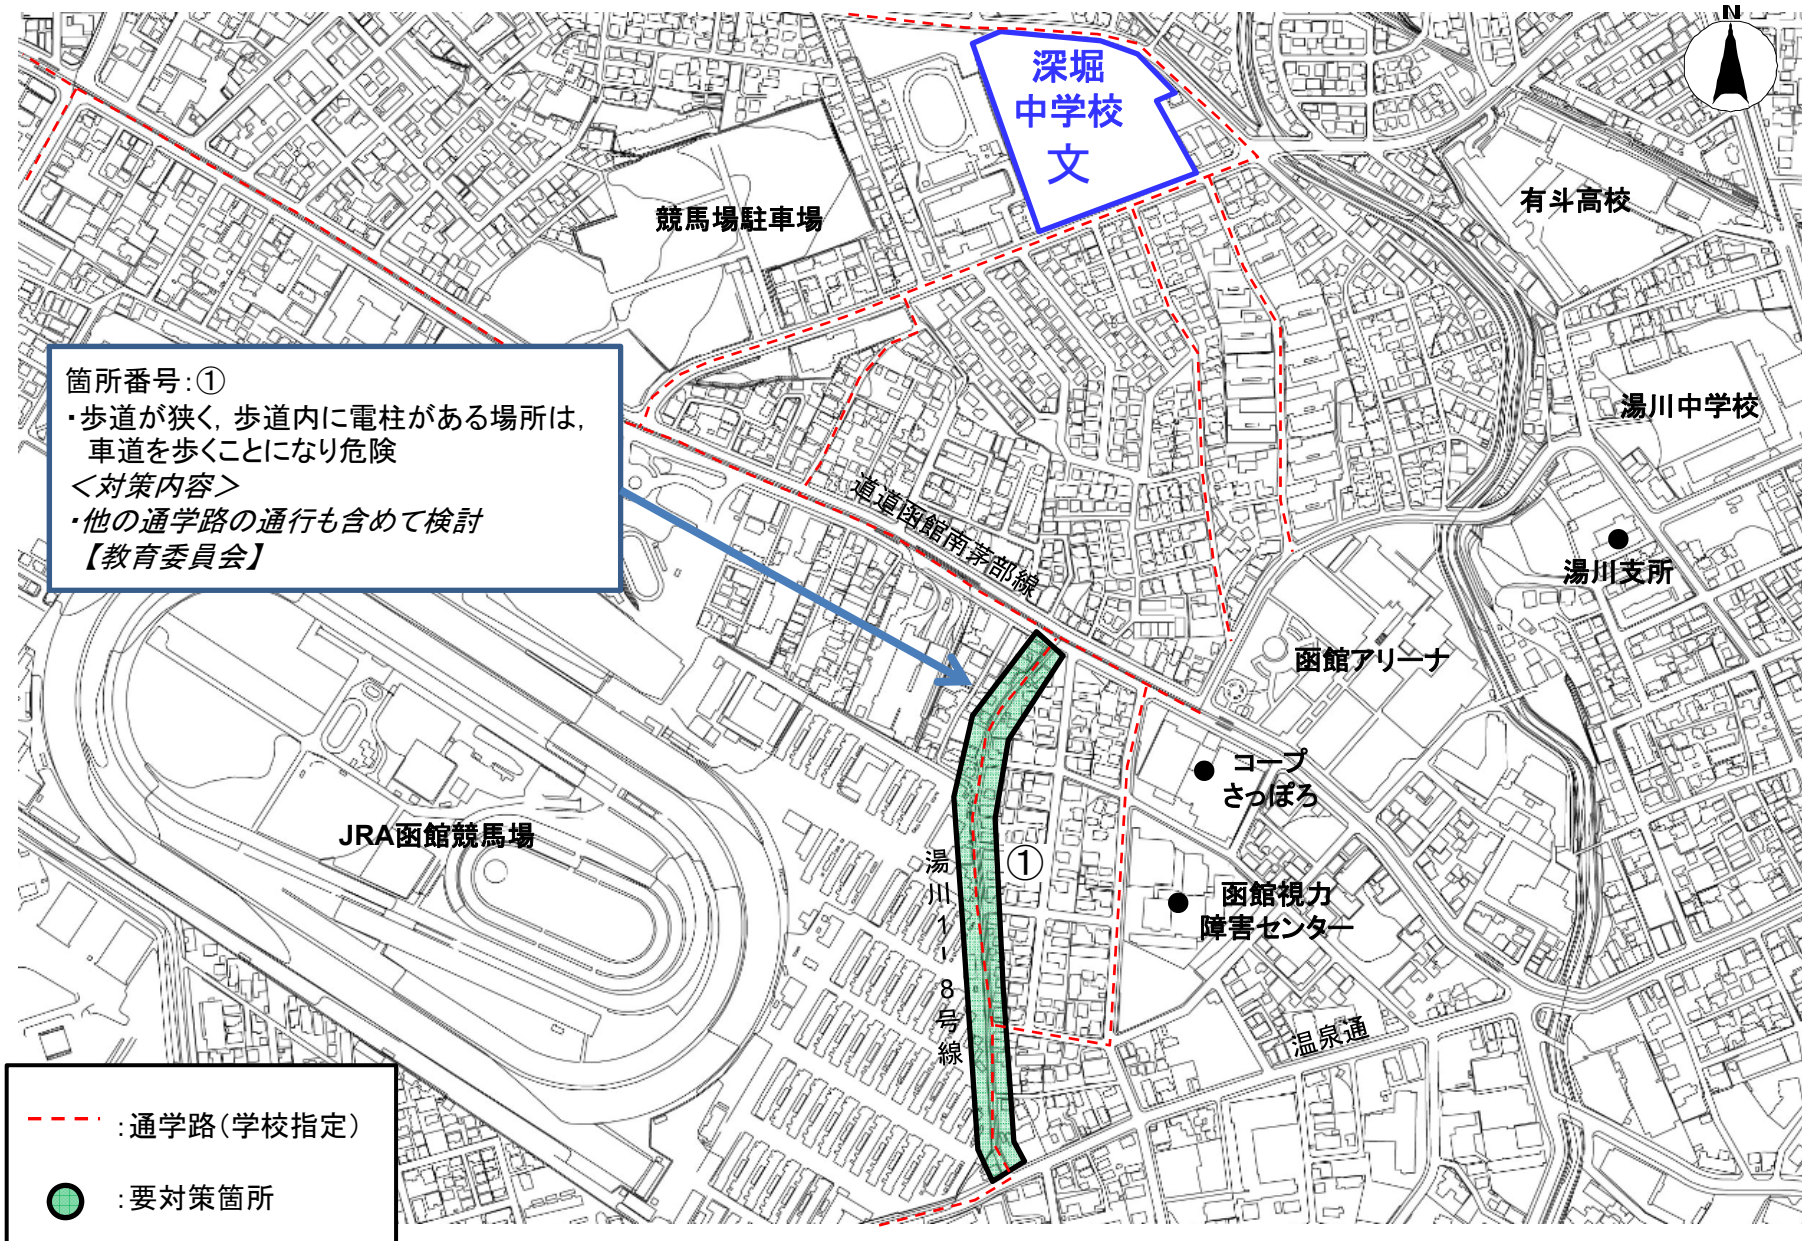 N
深堀
中学校
文
有斗高校
競馬場駐車場
箇所番号:①
・歩道が狭く, 歩道内に電柱がある場所は,
車道を歩くことになり危険
<対策内容>
・他の通学路の通行も含めて検討
【教育委員会】
湯川中学校
道道函館南茅部線
湯川支所
函館アリーナ
コープ
さっぽろ
JRA函館競馬場
①
湯川1-8号線
函館視力
障害センター
温泉通
:通学路(学校指定)
:要対策箇所